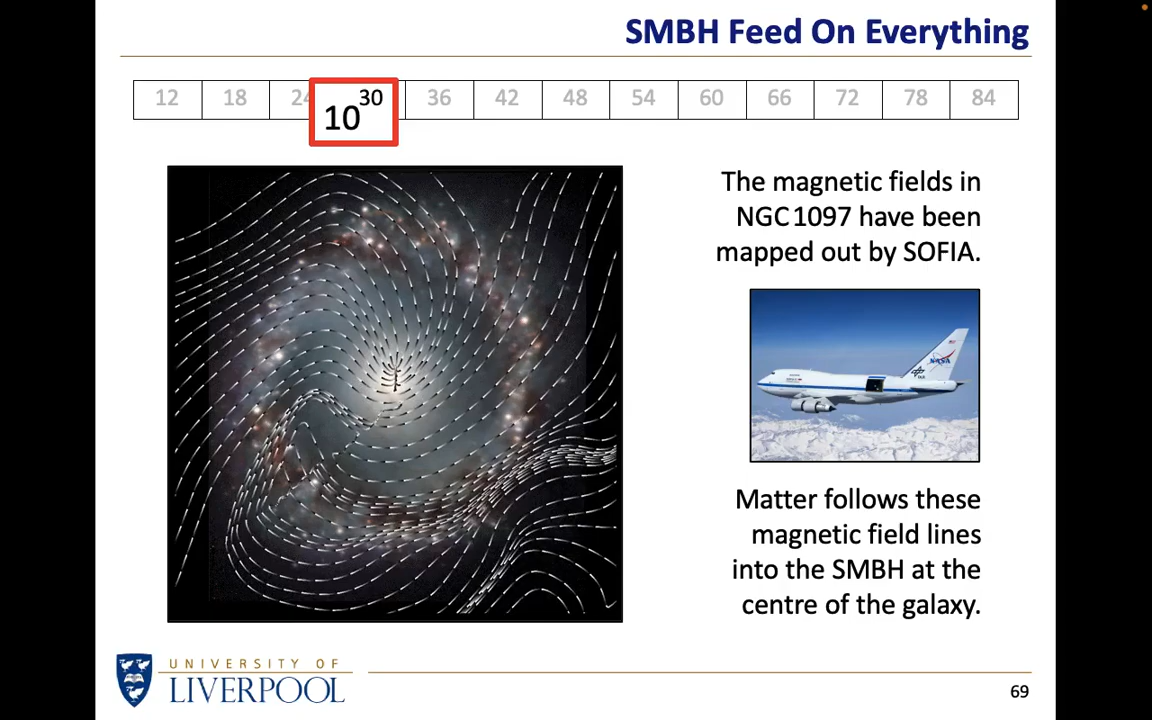 SMBH Feed On Everything
12 18 24 10^30 36 42 48 54 60 66 72 78 84
The magnetic fields in
NGC 1097 have been
mapped out by SOFIA.
NASA
Matter follows these
magnetic field lines
into the SMBH at the
centre of the galaxy.
UNIVERSITY OF
LIVERPOOL
69